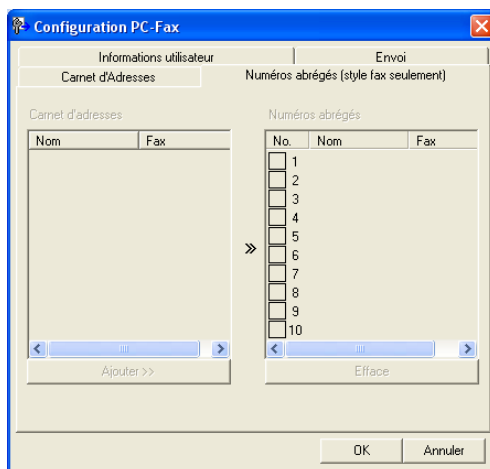 Configuration PC-Fax
Informations utilisateur
Envoi
Carnet d'Adresses
Numéros abrégés (style fax seulement)
Carnet d'adresses
Numéros abrégés
Nom Fax
No. Nom Fax
1
2
3
4
5
6
7
8
9
10
»
Ajouter >>
Efface
OK
Annuler